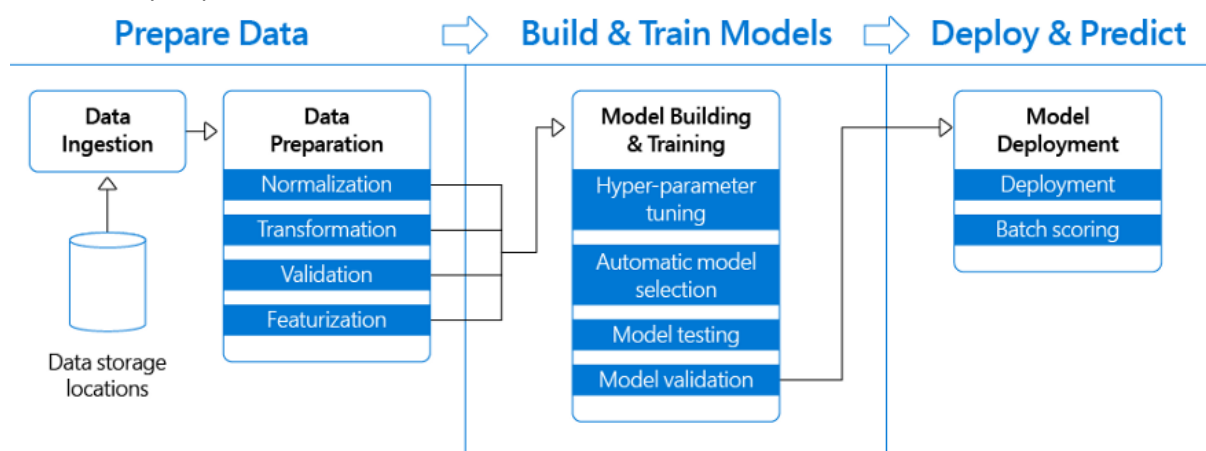 Prepare Data
Build & Train Models
Deploy & Predict
Data
Ingestion
Data storage
locations
Data
Preparation
Normalization
Transformation
Validation
Featurization
Model Building
& Training
Hyper-parameter
tuning
Automatic model
selection
Model testing
Model validation
Model
Deployment
Deployment
Batch scoring